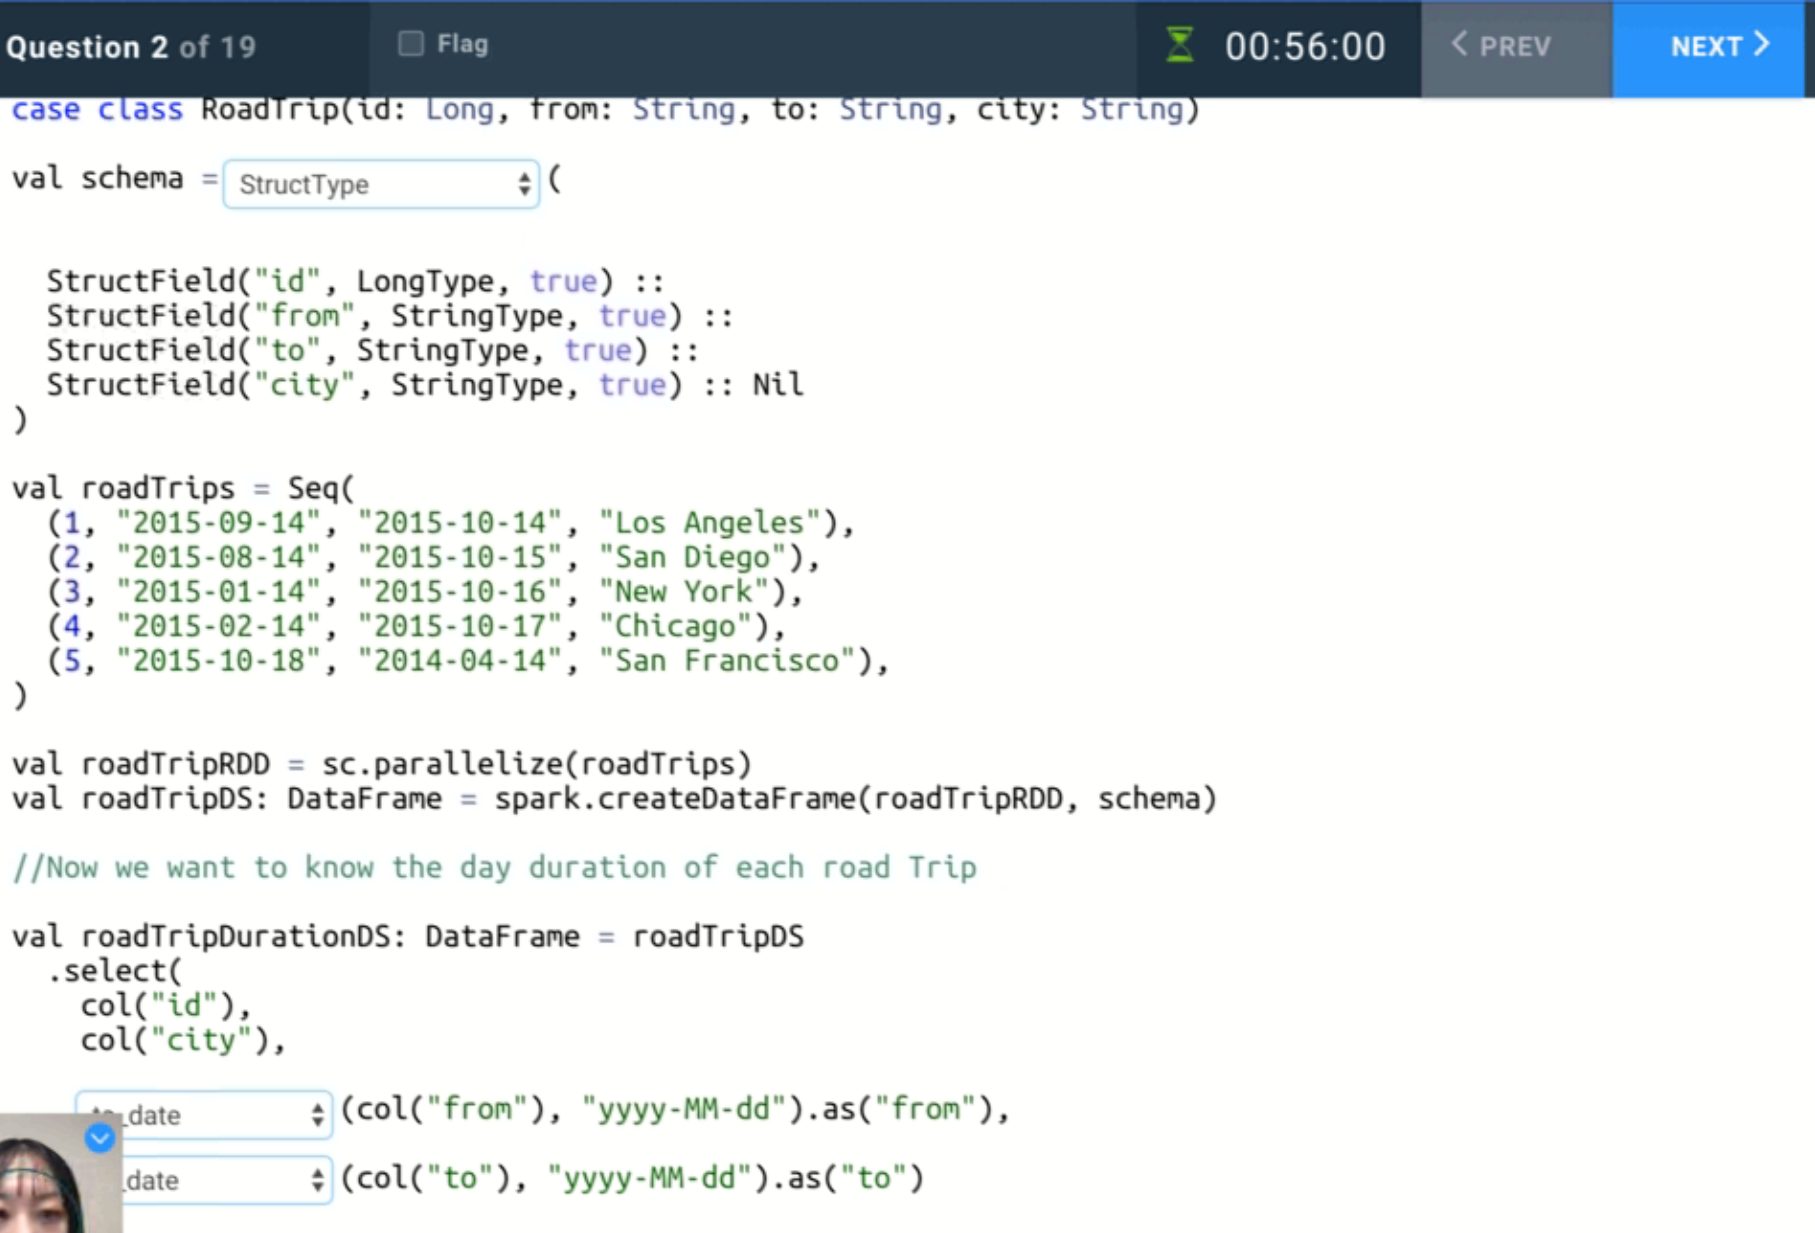 Question 2 of 19
Flag
00:56:00
PREV
NEXT
case class RoadTrip(id: Long, from: String, to: String, city: String)
val schema = StructType (
StructField("id", LongType, true) ::
StructField("from", StringType, true) ::
StructField("to", StringType, true) ::
StructField("city", StringType, true) :: Nil
)
val roadTrips = Seq(
(1, "2015-09-14", "2015-10-14", "Los Angeles"),
(2, "2015-08-14", "2015-10-15", "San Diego"),
(3, "2015-01-14", "2015-10-16", "New York"),
(4, "2015-02-14", "2015-10-17", "Chicago"),
(5, "2015-10-18", "2014-04-14", "San Francisco"),
)
val roadTripRDD = sc.parallelize(roadTrips)
val roadTripDS: DataFrame = spark.createDataFrame(roadTripRDD, schema)
//Now we want to know the day duration of each road Trip
val roadTripDurationDS: DataFrame = roadTripDS
.select(
col("id"),
col("city"),
to_date (col("from"), "yyyy-MM-dd").as("from"),
_date (col("to"), "yyyy-MM-dd").as("to")